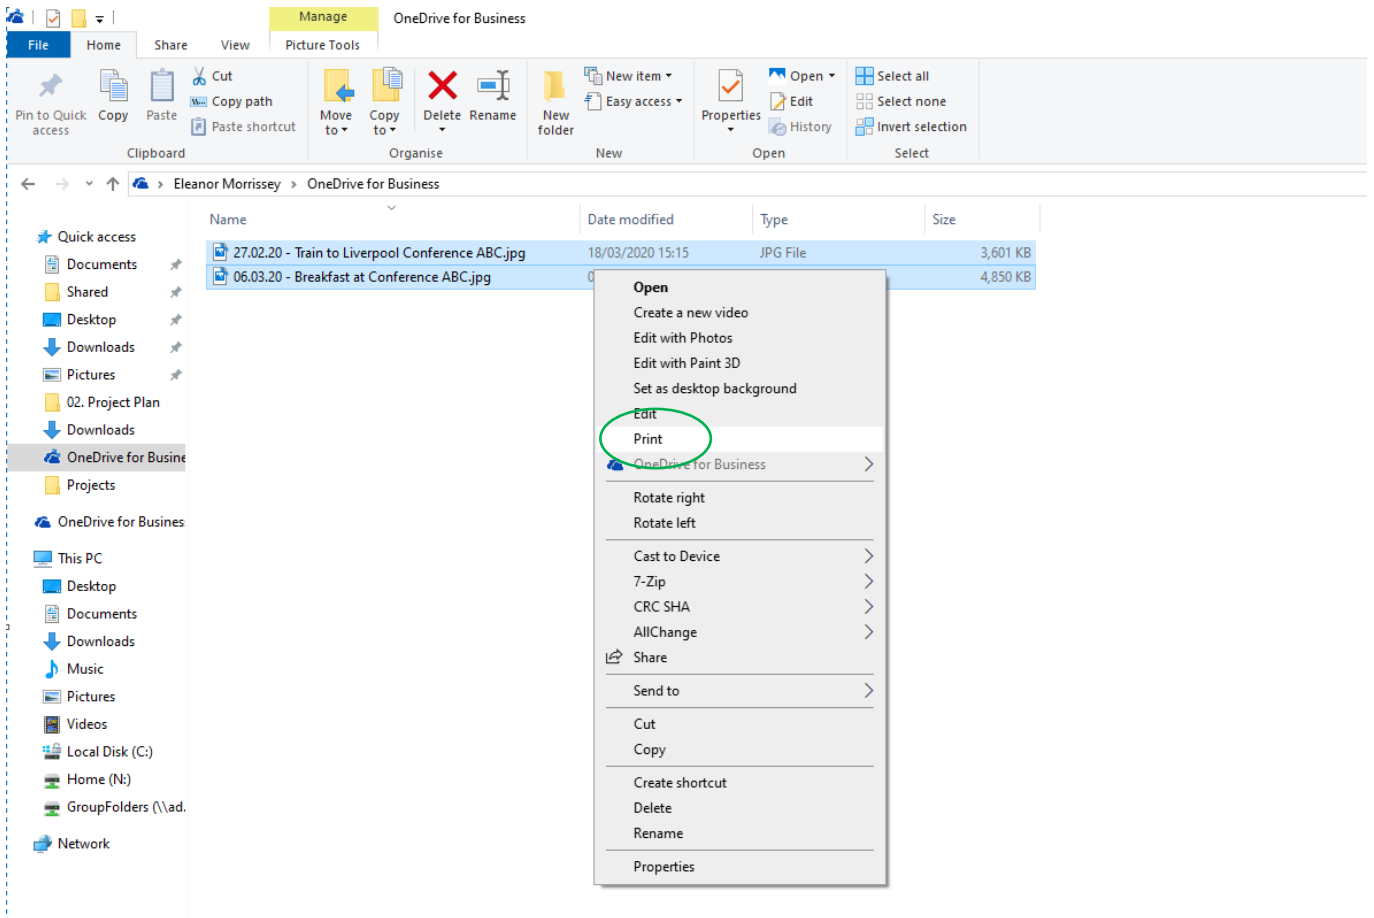 Manage
OneDrive for Business
File
Home
Share
View
Picture Tools
Pin to Quick access
Copy
Paste
Cut
Copy path
Paste shortcut
Clipboard
Move to
Copy to
Delete
Rename
Organise
New folder
New item
Easy access
New
Properties
Open
Edit
History
Open
Select all
Select none
Invert selection
Select
Eleanor Morrissey > OneDrive for Business
Name
Date modified
Type
Size
27.02.20 - Train to Liverpool Conference ABC.jpg 18/03/2020 15:15 JPG File 3,601 KB
06.03.20 - Breakfast at Conference ABC.jpg 0 4,850 KB
Quick access
Documents
Shared
Desktop
Downloads
Pictures
02. Project Plan
Downloads
OneDrive for Busine
Projects
OneDrive for Busines
This PC
Desktop
Documents
Downloads
Music
Pictures
Videos
Local Disk (C:)
Home (N:)
GroupFolders (\\ad.
Network
Open
Create a new video
Edit with Photos
Edit with Paint 3D
Set as desktop background
Edit
Print
OneDrive for Business
Rotate right
Rotate left
Cast to Device
7-Zip
CRC SHA
AllChange
Share
Send to
Cut
Copy
Create shortcut
Delete
Rename
Properties